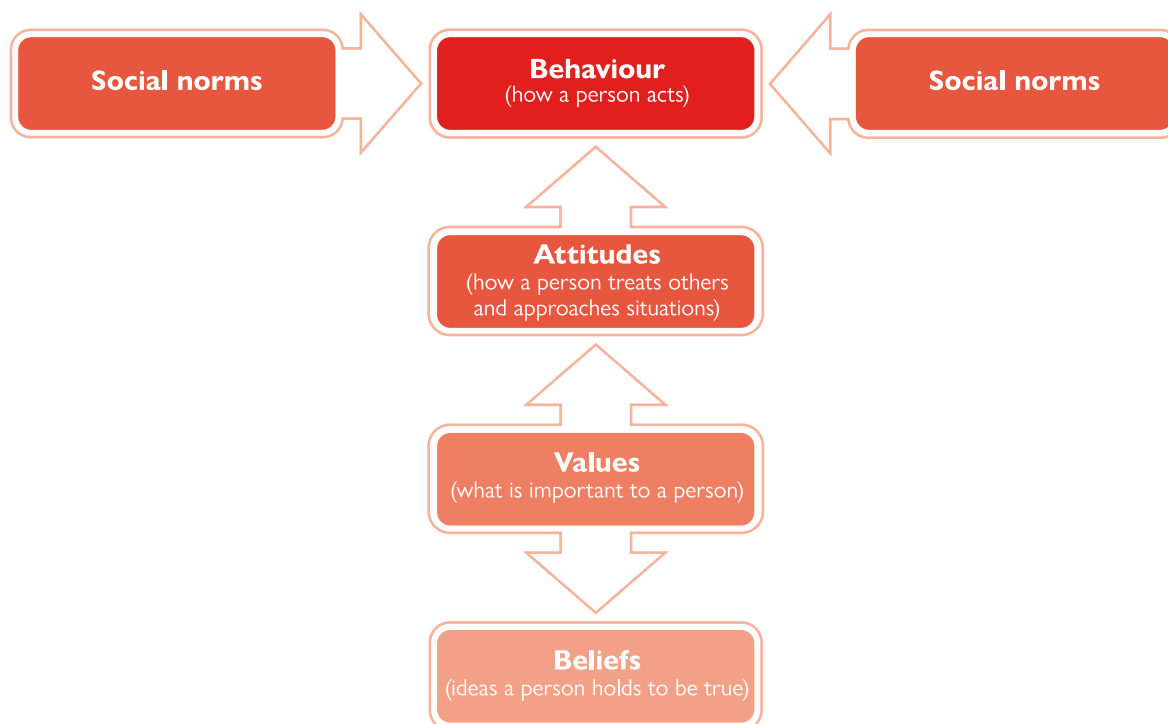 Social norms
Behaviour
(how a person acts)
Social norms
Attitudes
(how a person treats others
and approaches situations)
Values
(what is important to a person)
Beliefs
(ideas a person holds to be true)